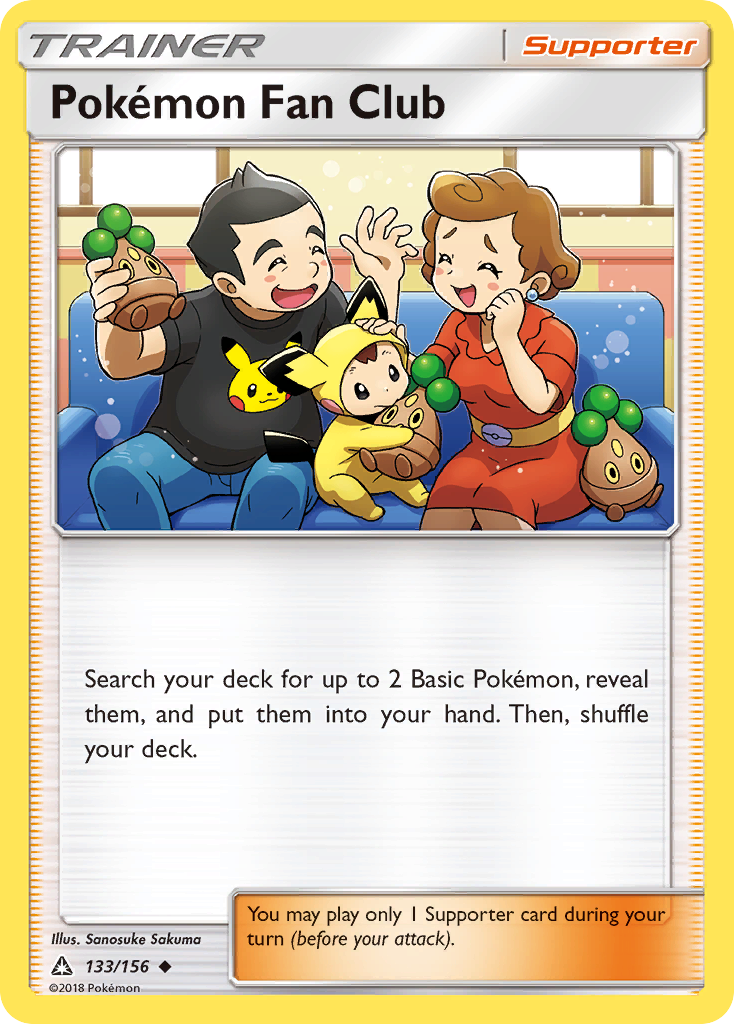 TRAINER
Supporter
Pokémon Fan Club
Search your deck for up to 2 Basic Pokémon, reveal
them, and put them into your hand. Then, shuffle
your deck.
You may play only 1 Supporter card during your
turn (before your attack).
Illus. Sanosuke Sakuma
133/156
©2018 Pokémon